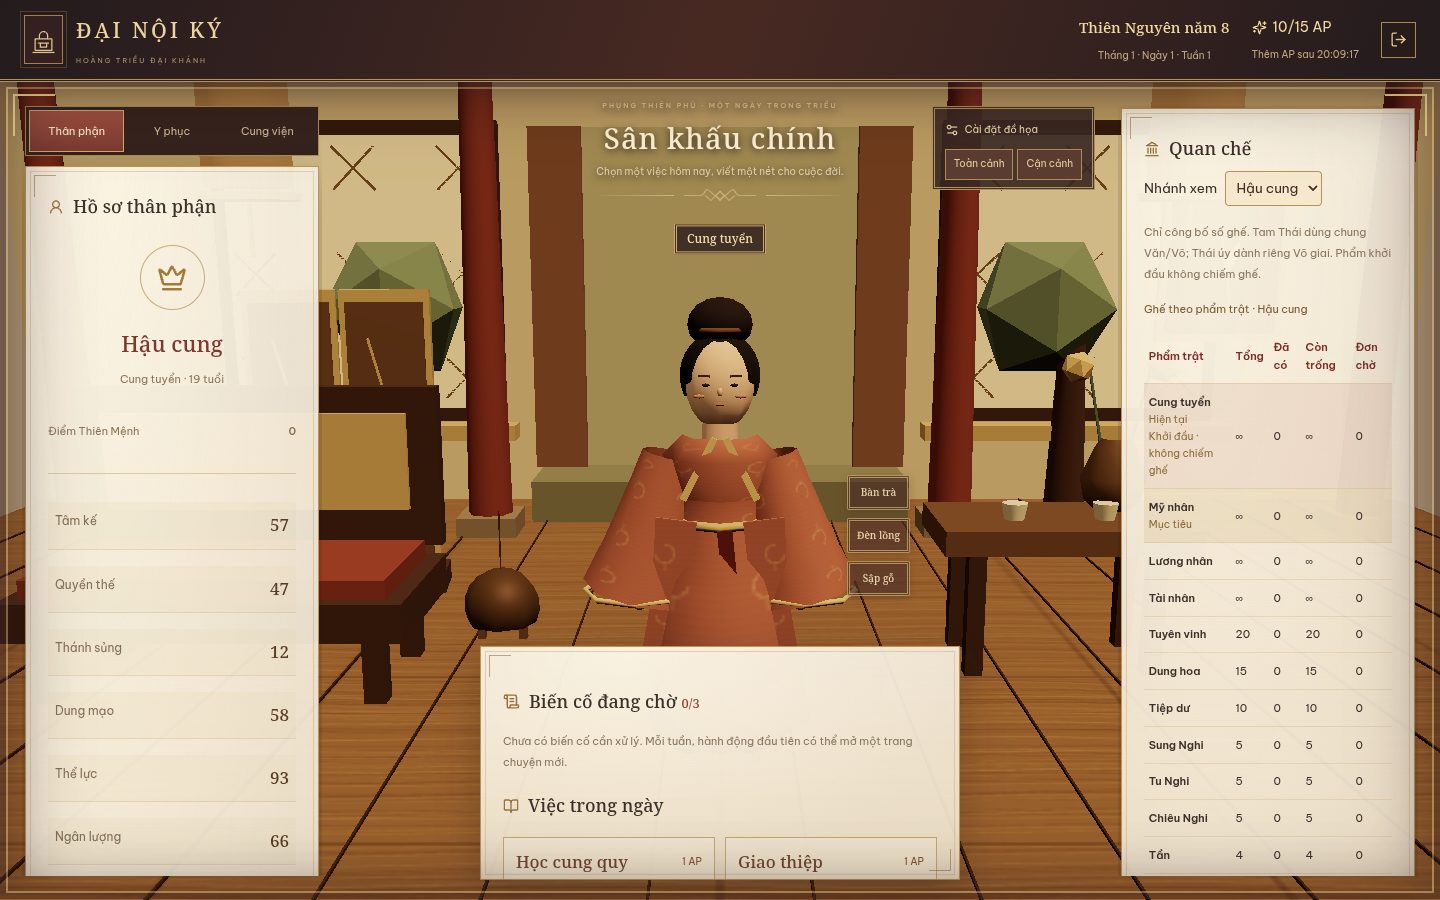 ĐẠI NỘI KÝ
HOÀNG TRIỀU ĐẠI KHÁNH
Thiên Nguyên năm 8
Tháng 1 · Ngày 1 · Tuần 1
10/15 AP
Thêm AP sau 20:09:17
Thân phận
Y phục
Cung viện
Hồ sơ thân phận
Hậu cung
Cung tuyển · 19 tuổi
Điểm Thiên Mệnh 0
Tâm kế 57
Quyền thế 47
Thánh sủng 12
Dung mạo 58
Thể lực 93
Ngân lượng 66
PHỤNG THIÊN PHỦ · MỘT NGÀY TRONG TRIỀU
Sân khấu chính
Chọn một việc hôm nay, viết một nét cho cuộc đời.
Cung tuyển
Cài đặt đồ họa
Toàn cảnh
Cận cảnh
Bàn trà
Đèn lồng
Sập gỗ
Biến cố đang chờ 0/3
Chưa có biến cố cần xử lý. Mỗi tuần, hành động đầu tiên có thể mở một trang
chuyện mới.
Việc trong ngày
Học cung quy 1 AP
Giao thiệp 1 AP
Quan chế
Nhánh xem Hậu cung
Chỉ công bố số ghế. Tam Thái dùng chung
Văn/Võ; Thái úy dành riêng Võ giai. Phẩm khởi
đầu không chiếm ghế.
Ghế theo phẩm trật · Hậu cung
Phẩm trật Tổng Đã có Còn trống Đơn chờ
Cung tuyển
Hiện tại
Khởi đầu ·
không chiếm
ghế
∞ 0 ∞ 0
Mỹ nhân
Mục tiêu
∞ 0 ∞ 0
Lương nhân ∞ 0 ∞ 0
Tài nhân ∞ 0 ∞ 0
Tuyên vinh 20 0 20 0
Dung hoa 15 0 15 0
Tiệp dư 10 0 10 0
Sung Nghi 5 0 5 0
Tu Nghi 5 0 5 0
Chiêu Nghi 5 0 5 0
Tần 4 0 4 0